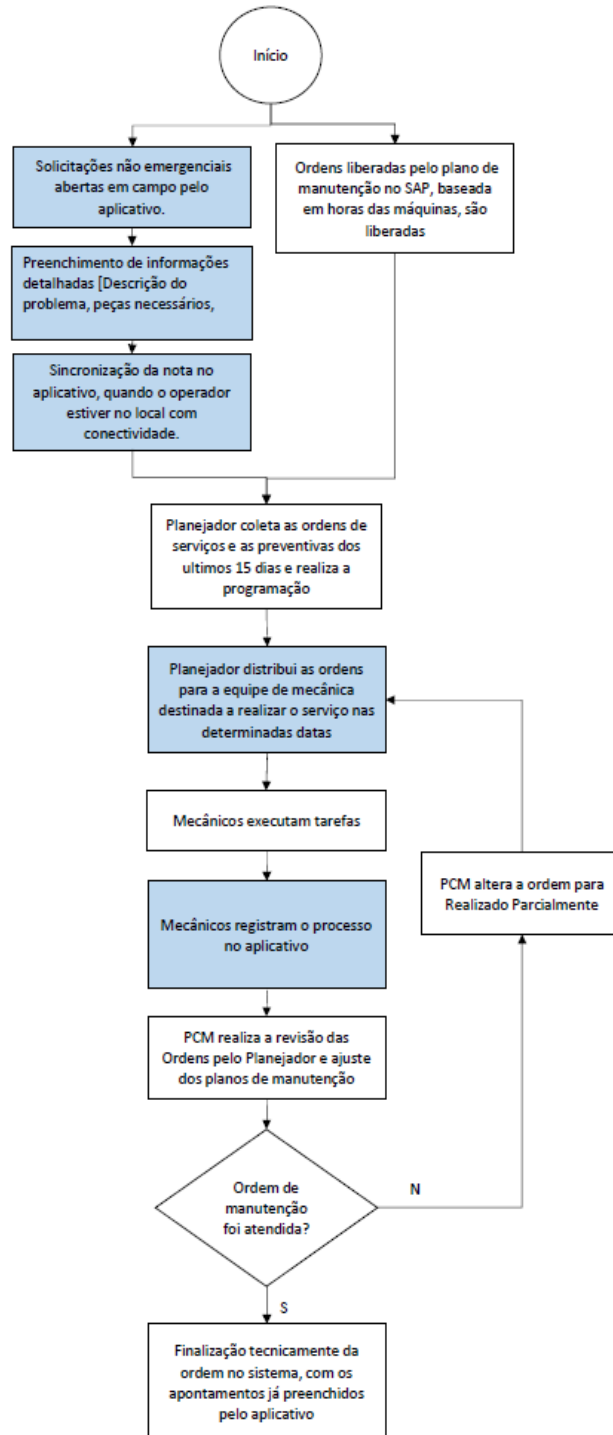 Início
Solicitações não emergenciais
abertas em campo pelo
aplicativo.
Ordens liberadas pelo plano de
manutenção no SAP, baseada
em horas das máquinas, são
liberadas
Preenchimento de informações
detalhadas [Descrição do
problema, peças necessários,
Sincronização da nota no
aplicativo, quando o operador
estiver no local com
conectividade.
Planejador coleta as ordens de
serviços e as preventivas dos
ultimos 15 dias e realiza a
programação
Planejador distribui as ordens
para a equipe de mecânica
destinada a realizar o serviço nas
determinadas datas
Mecânicos executam tarefas
PCM altera a ordem para
Realizado Parcialmente
Mecânicos registram o processo
no aplicativo
PCM realiza a revisão das
Ordens pelo Planejador e ajuste
dos planos de manutenção
Ordem de
manutenção
foi atendida?
N
S
Finalização tecnicamente da
ordem no sistema, com os
apontamentos já preenchidos
pelo aplicativo